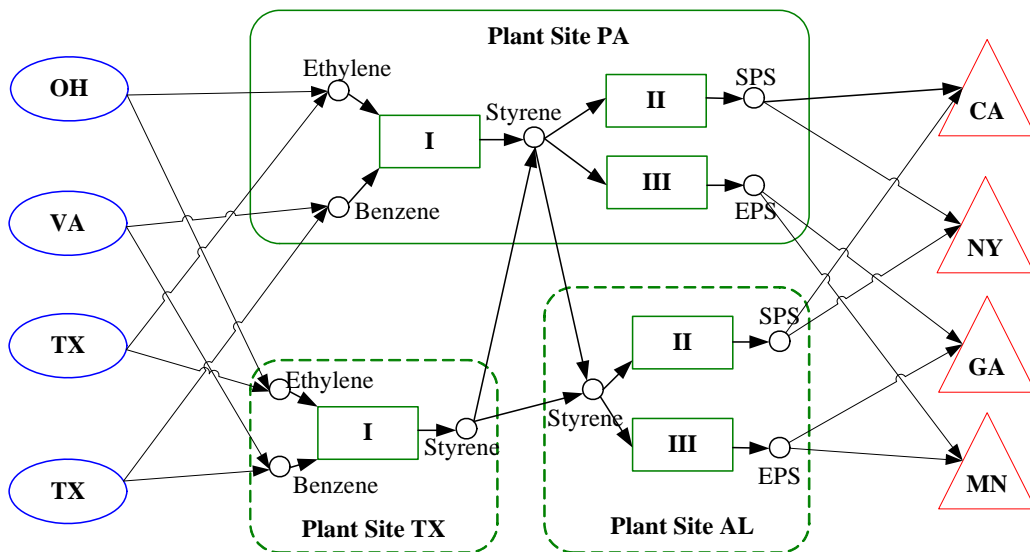 Plant Site PA
OH
Ethylene
I
Benzene
Styrene
II
SPS
III
EPS
CA
VA
NY
TX
Ethylene
I
Styrene
Benzene
Plant Site TX
Styrene
II
SPS
III
EPS
Plant Site AL
GA
TX
MN